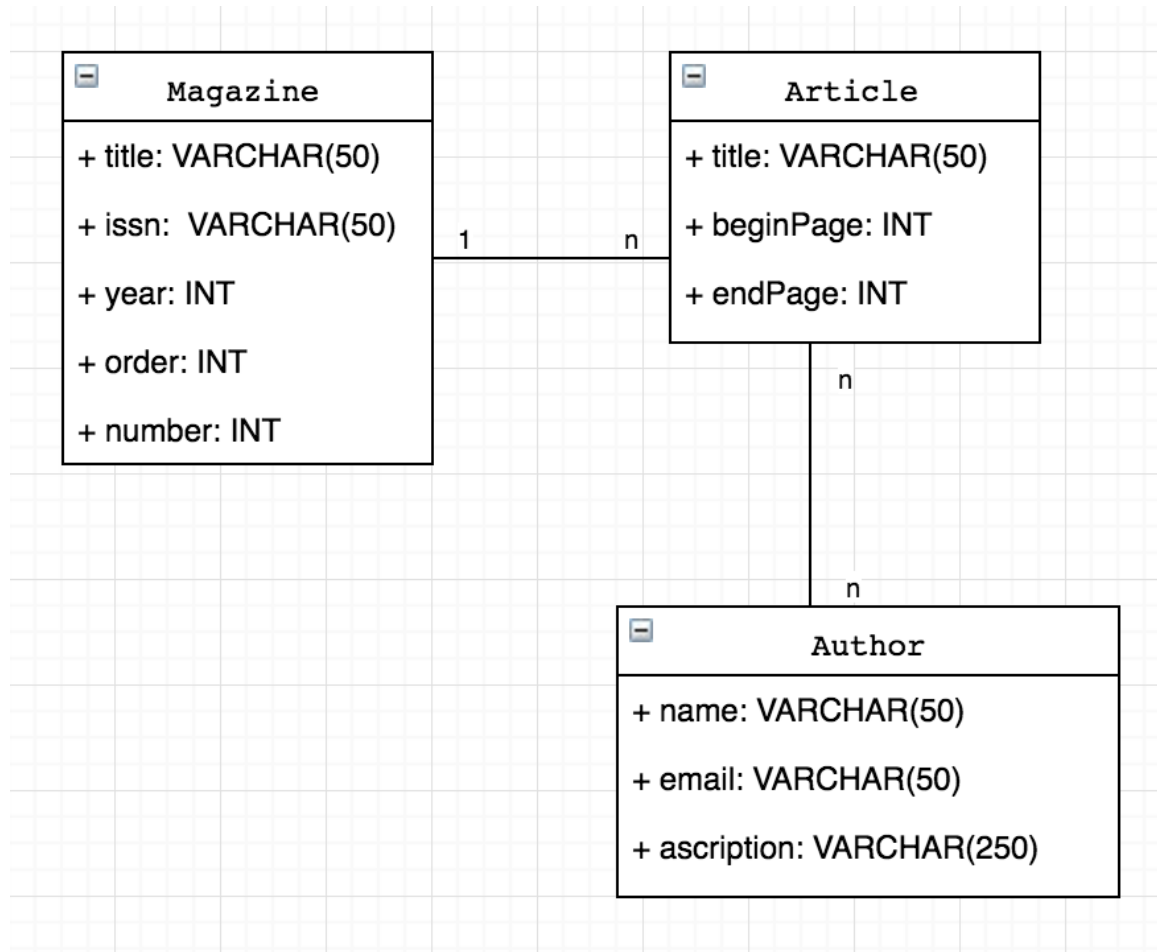 Magazine
+ title: VARCHAR(50)
+ issn:  VARCHAR(50)
+ year: INT
+ order: INT
+ number: INT
1
n
Article
+ title: VARCHAR(50)
+ beginPage: INT
+ endPage: INT
n
n
Author
+ name: VARCHAR(50)
+ email: VARCHAR(50)
+ ascription: VARCHAR(250)